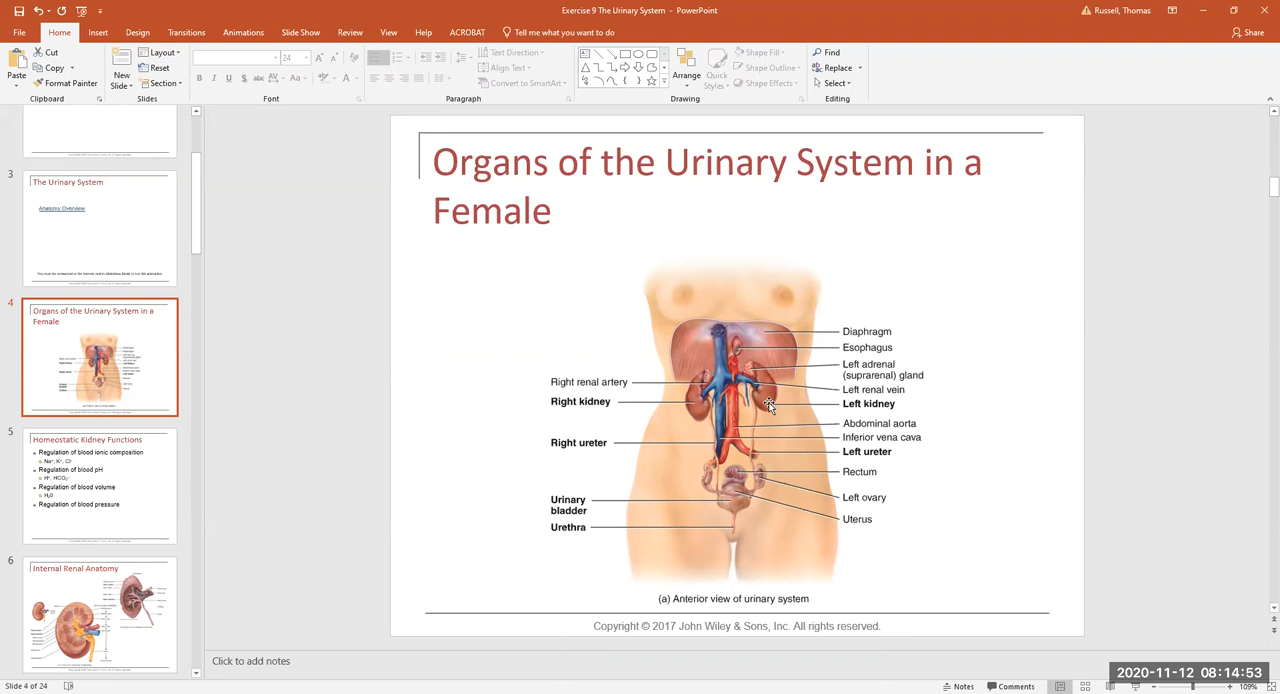 Exercise 9 The Urinary System - PowerPoint
Russell, Thomas
File Home Insert Design Transitions Animations Slide Show Review View Help ACROBAT Tell me what you want to do
Share
Paste
Cut
Copy
Format Painter
Clipboard
New
Slide
Layout
Reset
Section
Slides
24
B I U S abc AV Aa A
Font
Text Direction
Align Text
Convert to SmartArt
Paragraph
Arrange
Quick
Styles
Shape Fill
Shape Outline
Shape Effects
Drawing
Find
Replace
Select
Editing
3
The Urinary System
Anatomy Overview
4
Organs of the Urinary System in a
Female
5
Homeostatic Kidney Functions
Regulation of blood ionic composition
Na+, K+, Cl-
Regulation of blood pH
H+, HCO3-
Regulation of blood volume
H20
Regulation of blood pressure
6
Internal Renal Anatomy
Organs of the Urinary System in a
Female
Right renal artery
Right kidney
Right ureter
Urinary
bladder
Urethra
Diaphragm
Esophagus
Left adrenal
(suprarenal) gland
Left renal vein
Left kidney
Abdominal aorta
Inferior vena cava
Left ureter
Rectum
Left ovary
Uterus
(a) Anterior view of urinary system
Copyright © 2017 John Wiley & Sons, Inc. All rights reserved.
Click to add notes
2020-11-12 08:14:53
Slide 4 of 24
Notes
Comments
109%